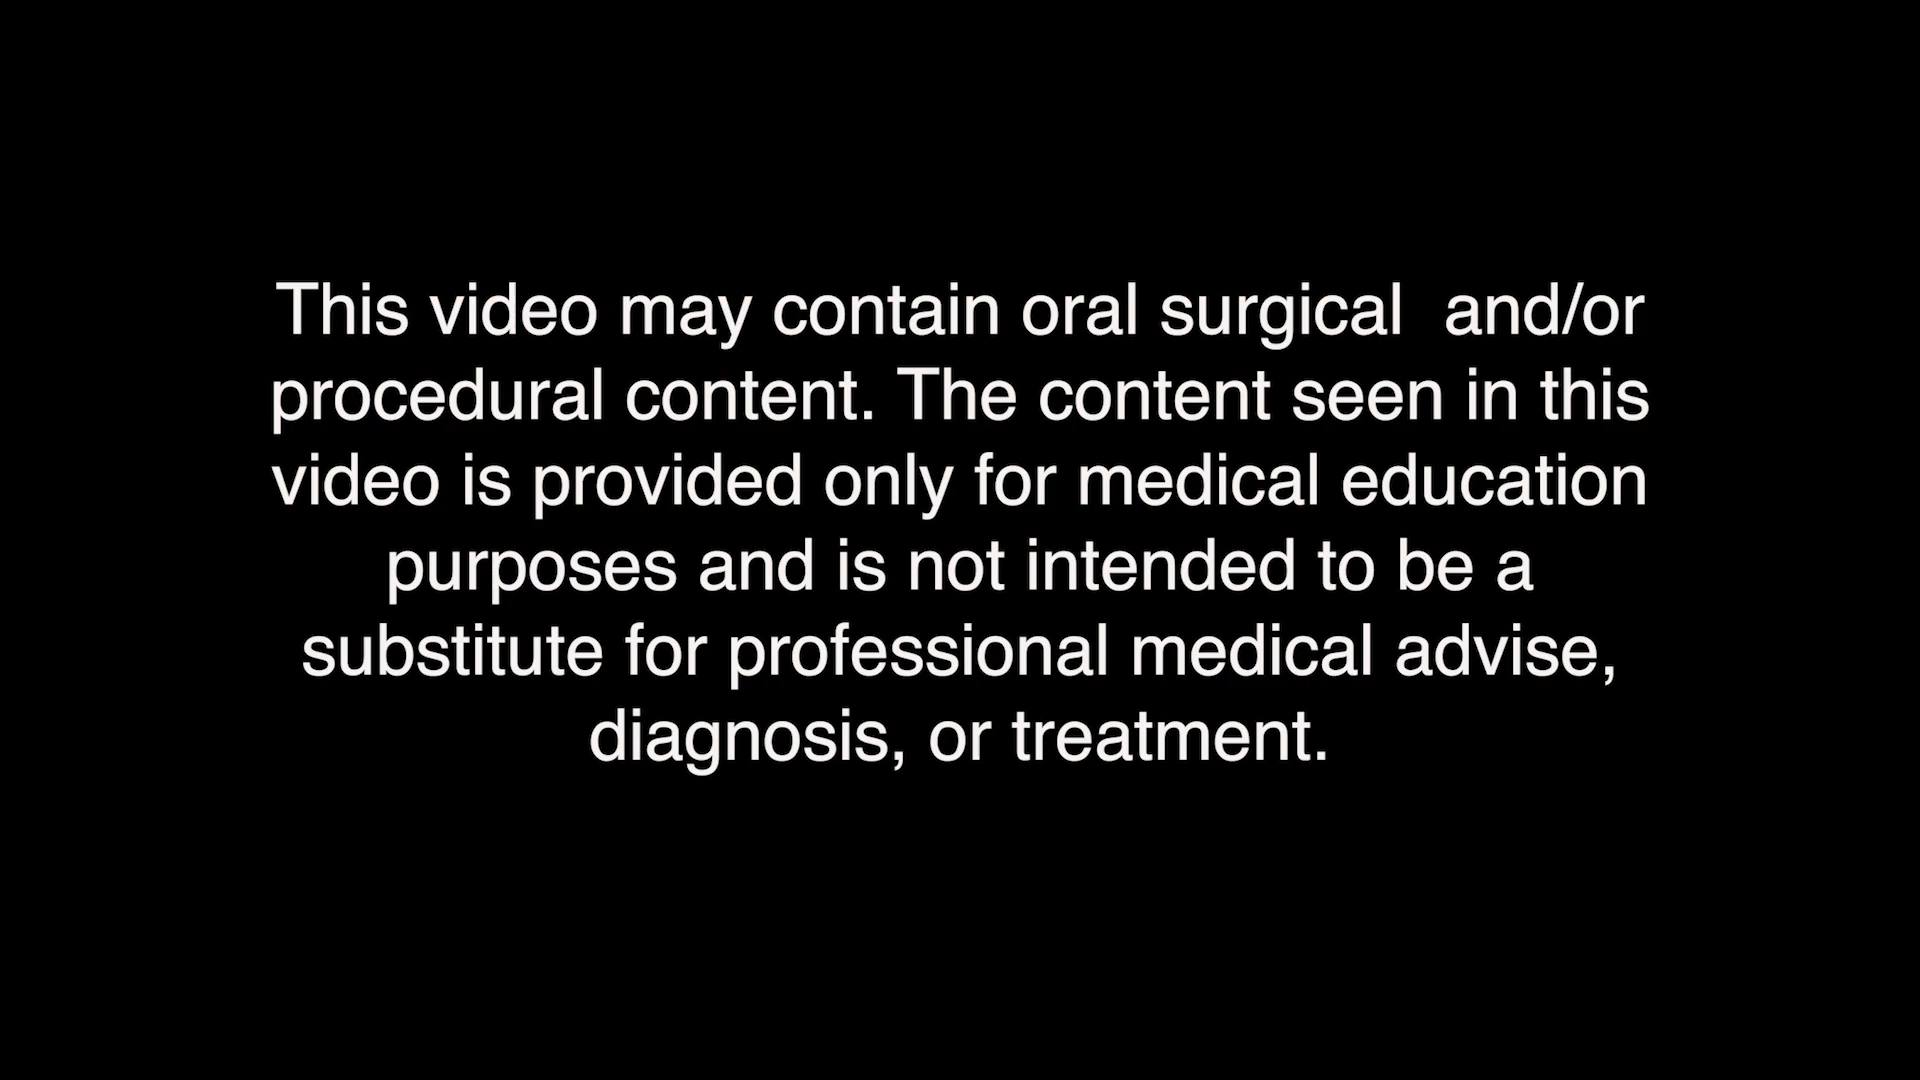 This video may contain oral surgical  and/or
procedural content. The content seen in this
video is provided only for medical education
purposes and is not intended to be a
substitute for professional medical advise,
diagnosis, or treatment.